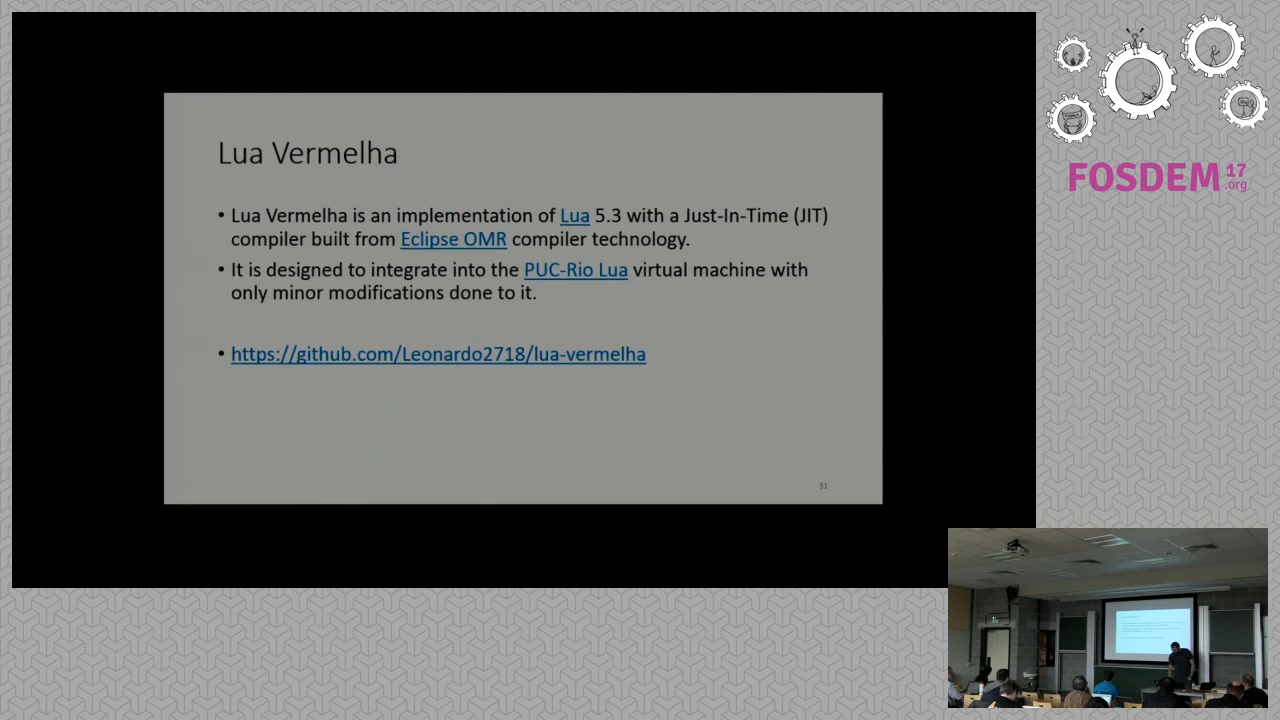 Lua Vermelha
• Lua Vermelha is an implementation of Lua 5.3 with a Just-In-Time (JIT)
compiler built from Eclipse OMR compiler technology.
• It is designed to integrate into the PUC-Rio Lua virtual machine with
only minor modifications done to it.
• https://github.com/Leonardo2718/lua-vermelha
31
FOSDEM 17
.org